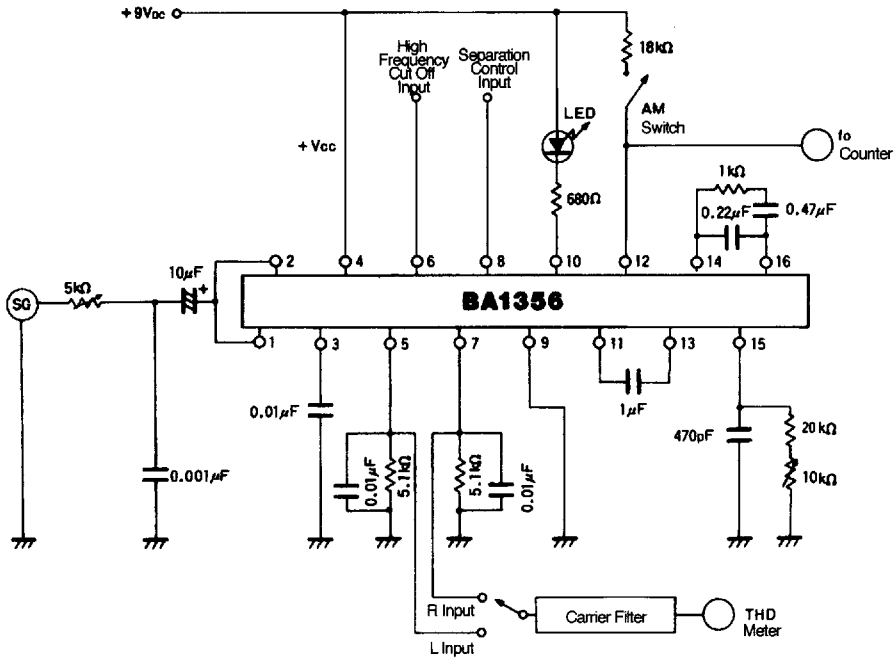 + 9VDC
High
Frequency
Cut Off
Input
Separation
Control
Input
18kΩ
AM
Switch
to
Counter
LED
+ VCC
680Ω
1kΩ
0.22μF
0.47μF
2
4
6
8
10
12
14
16
10μF
+
5kΩ
SG
BA1356
1
3
5
7
9
11
13
15
0.01μF
1μF
470pF
20kΩ
10kΩ
0.001μF
0.01μF
5.1kΩ
5.1kΩ
0.01μF
R Input
L Input
Carrier Filter
THD
Meter